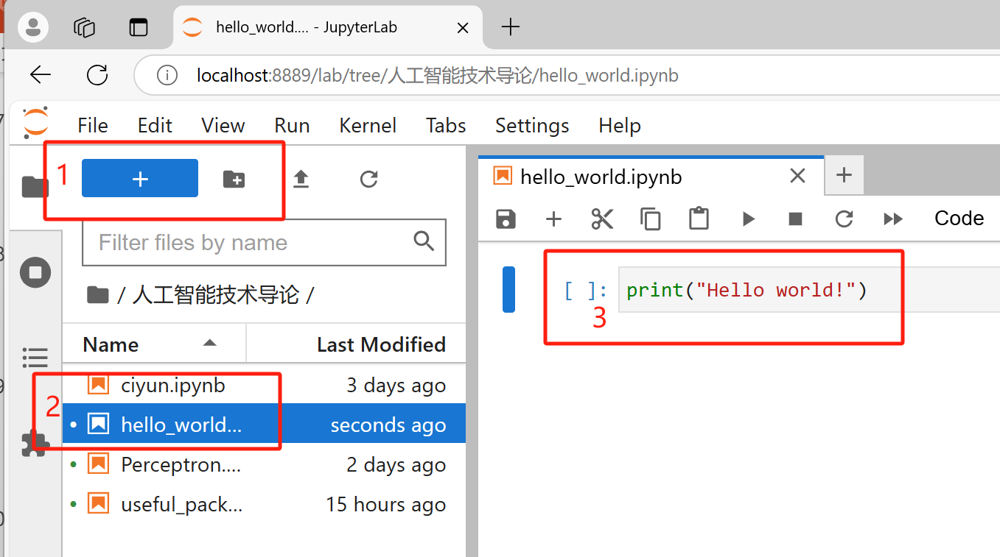 hello_world.... - JupyterLab
localhost:8889/lab/tree/人工智能技术导论/hello_world.ipynb
File Edit View Run Kernel Tabs Settings Help
1
hello_world.ipynb
Filter files by name
Code
/ 人工智能技术导论 /
[ ]: print("Hello world!")
3
Name Last Modified
ciyun.ipynb 3 days ago
2
hello_world... seconds ago
Perceptron.... 2 days ago
useful_pack... 15 hours ago